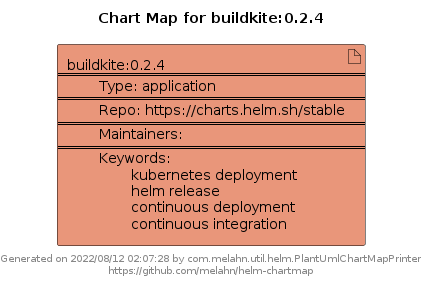 Chart Map for buildkite:0.2.4
buildkite:0.2.4
Type: application
Repo: https://charts.helm.sh/stable
Maintainers:
Keywords:
kubernetes deployment
helm release
continuous deployment
continuous integration
Generated on 2022/08/12 02:07:28 by com.melahn.util.helm.PlantUmlChartMapPrinter
https://github.com/melahn/helm-chartmap